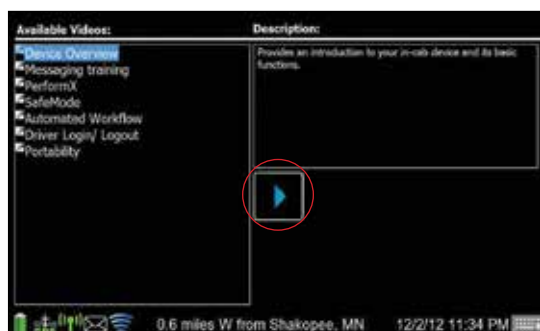 Available Videos:
Device Overview
Messaging training
PerformX
SafeMode
Automated Workflow
Driver Login/ Logout
Portability
Description:
Provides an introduction to your in-cab device and its basic
functions.
0.6 miles W from Shakopee, MN 12/2/12 11:34 PM